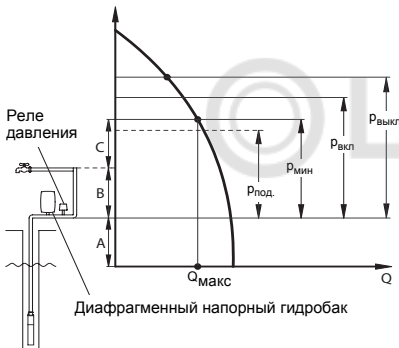 Реле
давления
C
B
A
pпод.
pмин
pвкл
pвыкл
Qмакс
Q
Диафрагменный напорный гидробак